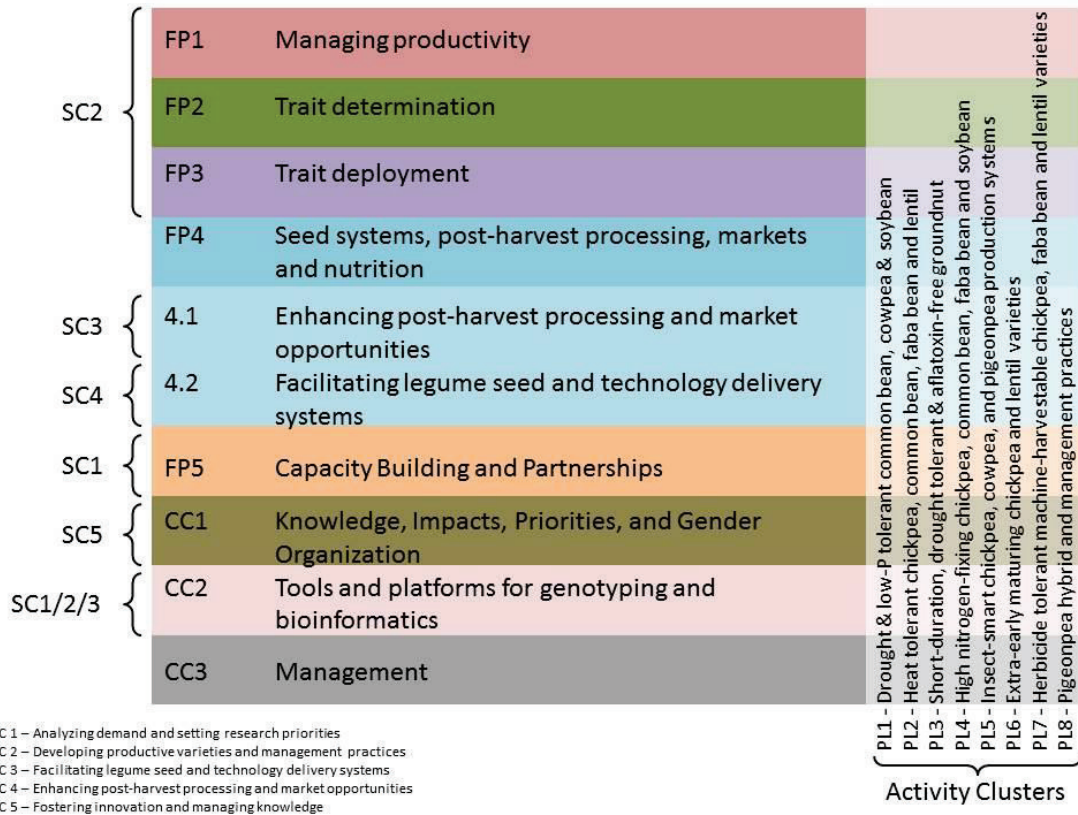 SC2
FP1 Managing productivity
FP2 Trait determination
FP3 Trait deployment
FP4 Seed systems, post-harvest processing, markets
and nutrition
SC3
4.1 Enhancing post-harvest processing and market
opportunities
SC4
4.2 Facilitating legume seed and technology delivery
systems
SC1
FP5 Capacity Building and Partnerships
SC5
CC1 Knowledge, Impacts, Priorities, and Gender
Organization
SC1/2/3
CC2 Tools and platforms for genotyping and
bioinformatics
CC3 Management
PL1 - Drought & low-P tolerant common bean, cowpea & soybean
PL2 - Heat tolerant chickpea, common bean, faba bean and lentil
PL3 - Short-duration, drought tolerant & aflatoxin-free groundnut
PL4 - High nitrogen-fixing chickpea, common bean, faba bean and soybean
PL5 - Insect-smart chickpea, cowpea, and pigeonpea production systems
PL6 - Extra-early maturing chickpea and lentil varieties
PL7 - Herbicide tolerant machine-harvestable chickpea, faba bean and lentil varieties
PL8 - Pigeonpea hybrid and management practices
Activity Clusters
C 1 – Analyzing demand and setting research priorities
C 2 – Developing productive varieties and management practices
C 3 – Facilitating legume seed and technology delivery systems
C 4 – Enhancing post-harvest processing and market opportunities
C 5 – Fostering innovation and managing knowledge